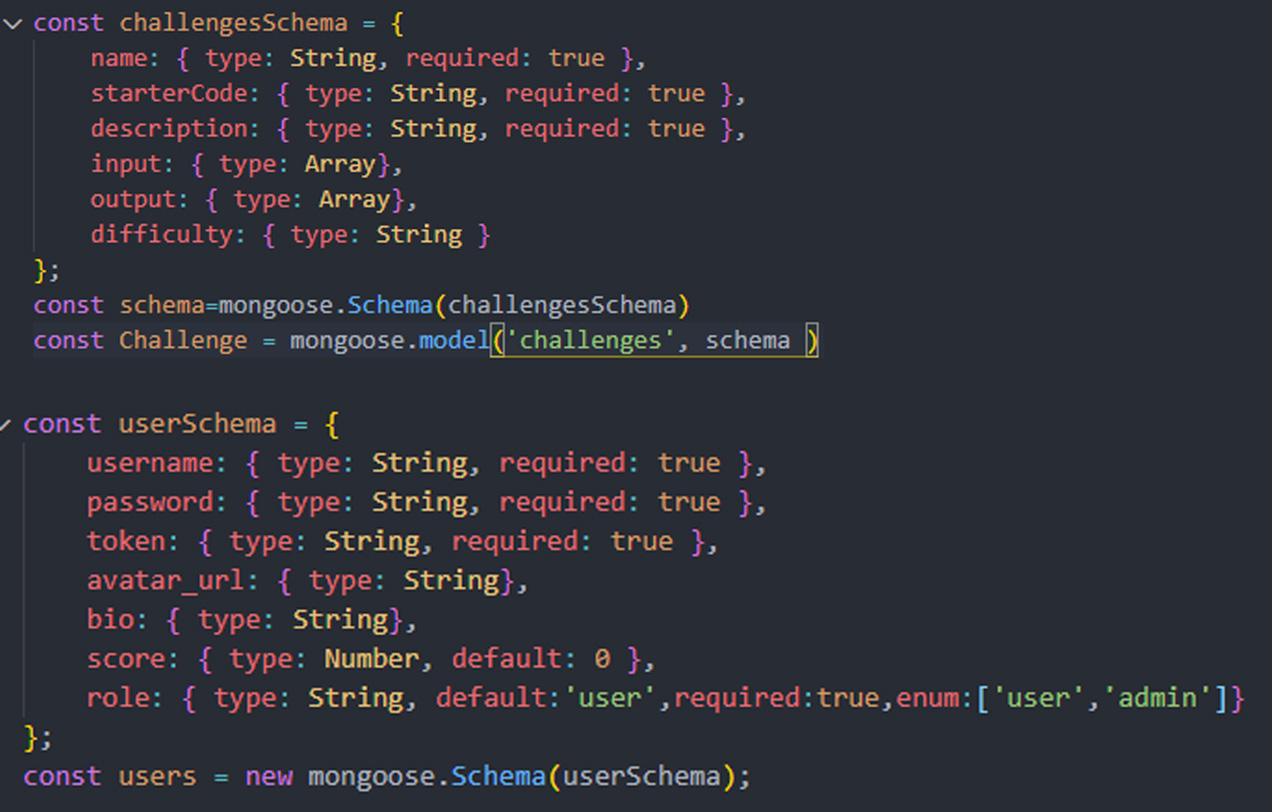 const challengesSchema = {
name: { type: String, required: true },
starterCode: { type: String, required: true },
description: { type: String, required: true },
input: { type: Array},
output: { type: Array},
difficulty: { type: String }
};
const schema=mongoose.Schema(challengesSchema)
const Challenge = mongoose.model('challenges', schema )
const userSchema = {
username: { type: String, required: true },
password: { type: String, required: true },
token: { type: String, required: true },
avatar_url: { type: String},
bio: { type: String},
score: { type: Number, default: 0 },
role: { type: String, default:'user',required:true,enum:['user','admin']}
};
const users = new mongoose.Schema(userSchema);